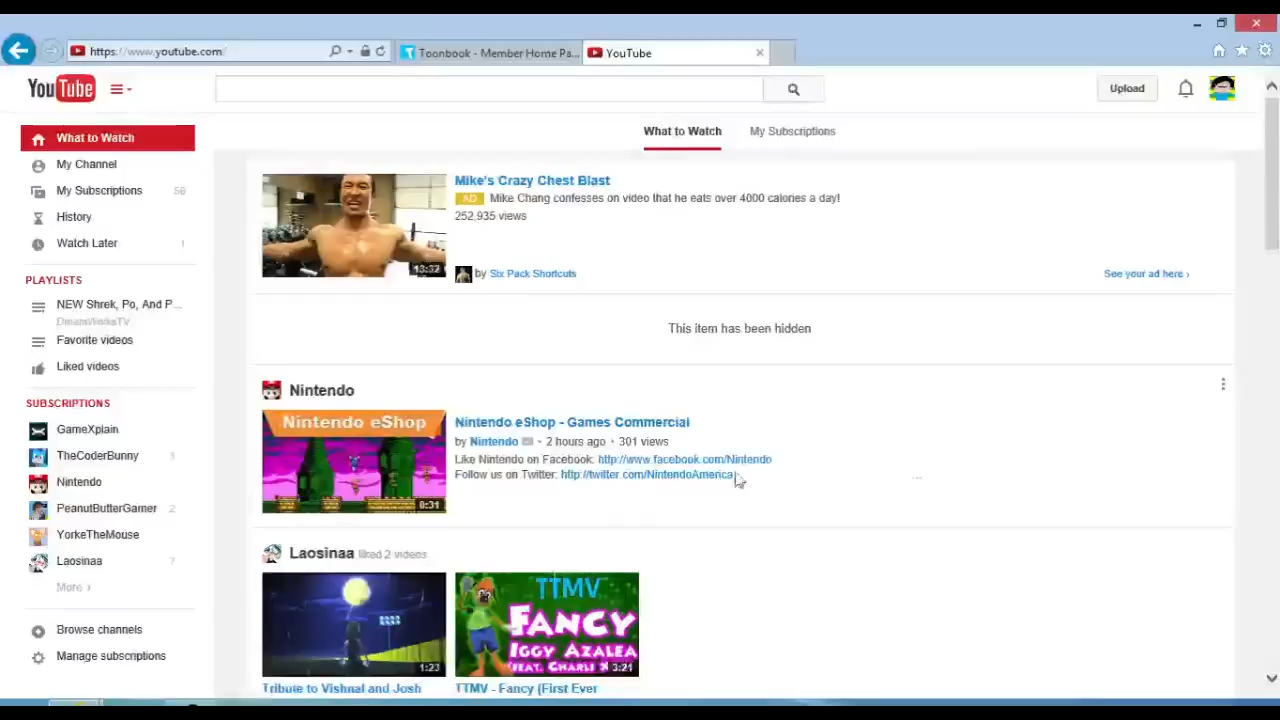 https://www.youtube.com/
Toonbook - Member Home Pa...
YouTube
YouTube
Upload
What to Watch
My Channel
My Subscriptions 56
History
Watch Later 1
PLAYLISTS
NEW Shrek, Po, And P...
DreamWorksTV
Favorite videos
Liked videos
SUBSCRIPTIONS
GameXplain
TheCoderBunny 3
Nintendo
PeanutButterGamer 2
YorkeTheMouse
Laosinaa 7
More ›
Browse channels
Manage subscriptions
What to Watch My Subscriptions
Mike's Crazy Chest Blast
AD Mike Chang confesses on video that he eats over 4000 calories a day!
252,935 views
13:32
by Six Pack Shortcuts
See your ad here ›
This item has been hidden
Nintendo
Nintendo eShop
8:31
Nintendo eShop - Games Commercial
by Nintendo · 2 hours ago · 301 views
Like Nintendo on Facebook: http://www.facebook.com/Nintendo
Follow us on Twitter: http://twitter.com/NintendoAmerica
...
Laosinaa liked 2 videos
1:23
TTMV
FANCY
IGGY AZALEA
(FEAT. CHARLI X
3:21
Tribute to Vishnal and Josh
TTMV - Fancy (First Ever